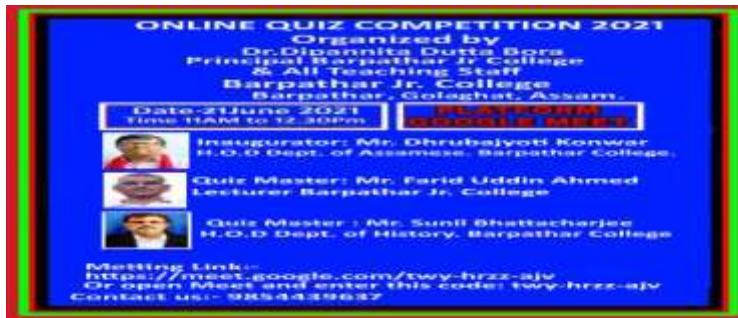 ONLINE QUIZ COMPETITION 2021
Organized by
Dr.Dipannita Dutta Bora
Principal Barpathar Jr College
& All Teaching Staff
Barpathar Jr. College
Barpathar, Golaghat, Assam.
Date-21June 2021
Time 11AM to 12.30Pm
PLATFORM
GOOGLE MEET
Inaugurator: Mr. Dhrubajyoti Konwar
H.O.D Dept. of Assamese. Barpathar College.
Quiz Master: Mr. Farid Uddin Ahmed
Lecturer Barpathar Jr. College
Quiz Master : Mr. Sunil Bhattacharjee
H.O.D Dept. of History. Barpathar College
Metting Link:-
https://meet.google.com/twy-hrzz-ajv
Or open Meet and enter this code: twy-hrzz-ajv
Contact us:- 9854439637